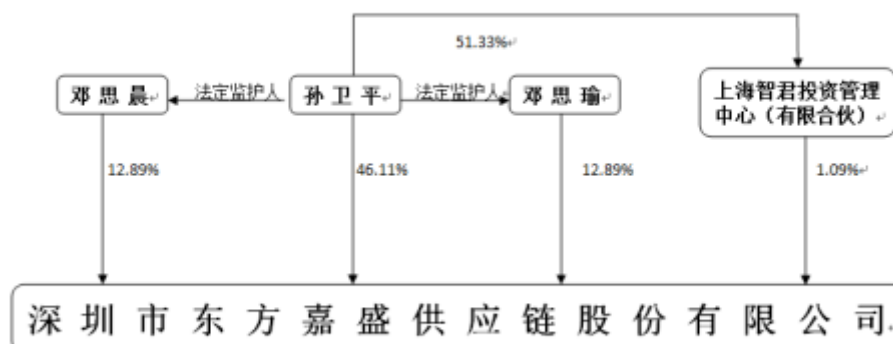 51.33%
邓思晨
法定监护人
孙卫平
法定监护人
邓思瑜
上海智君投资管理
中心（有限合伙）
12.89%
46.11%
12.89%
1.09%
深圳市东方嘉盛供应链股份有限公司